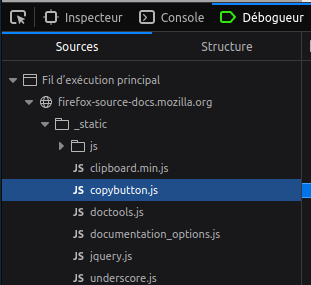 Inspecteur Console Débogueur
Sources Structure
Fil d'exécution principal
firefox-source-docs.mozilla.org
_static
js
JS clipboard.min.js
JS copybutton.js
JS doctools.js
JS documentation_options.js
JS jquery.js
JS underscore.js